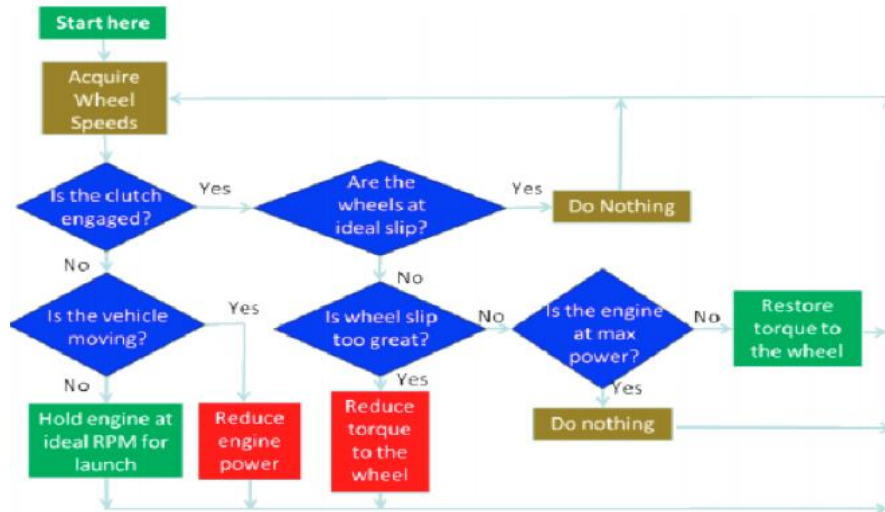 Start here
Acquire
Wheel
Speeds
Is the clutch
engaged?
Yes
Are the
wheels at
ideal slip?
Yes
Do Nothing
No
No
Is the vehicle
moving?
Yes
Is wheel slip
too great?
No
Is the engine
at max
power?
No
Restore
torque to
the wheel
No
Yes
Yes
Hold engine at
ideal RPM for
launch
Reduce
engine
power
Reduce
torque
to the
wheel
Do nothing